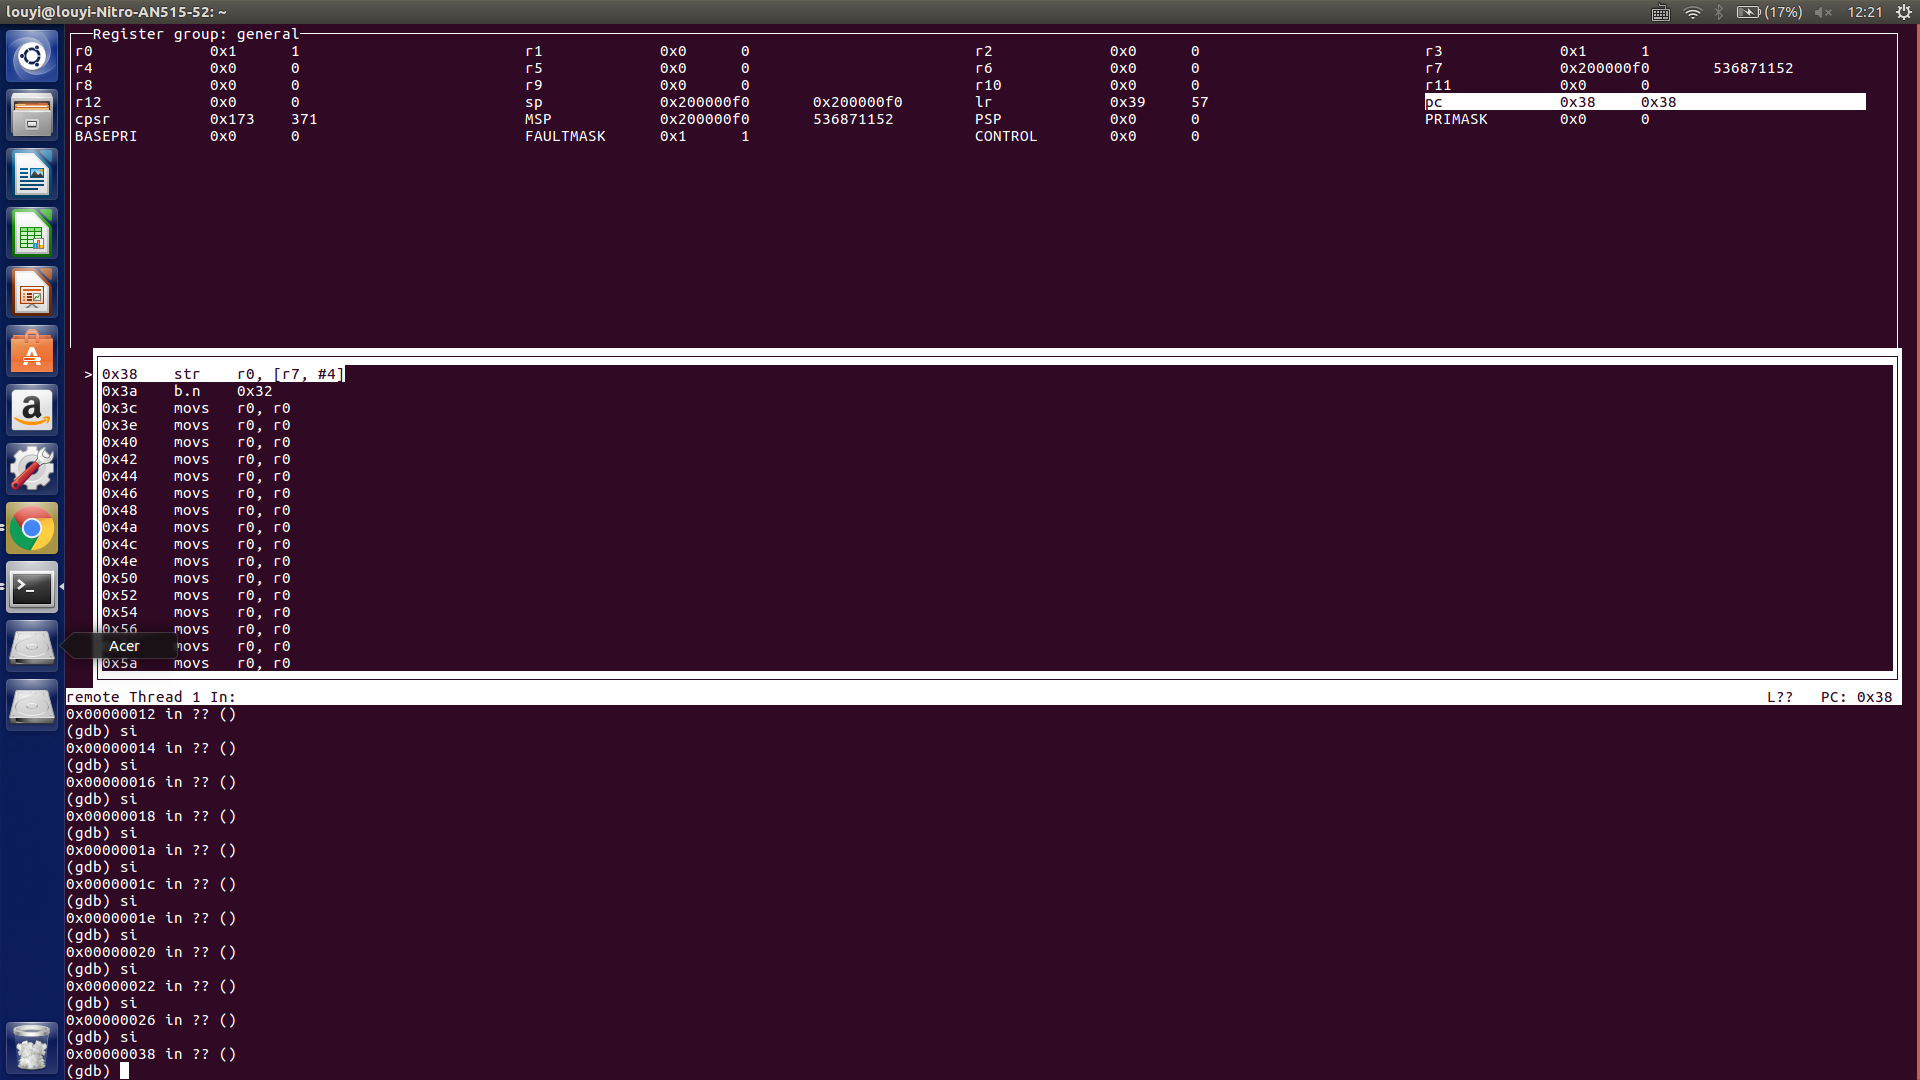 louyi@louyi-Nitro-AN515-52: ~ (17%) 12:21
Register group: general
r0 0x1 1 r1 0x0 0 r2 0x0 0 r3 0x1 1
r4 0x0 0 r5 0x0 0 r6 0x0 0 r7 0x200000f0 536871152
r8 0x0 0 r9 0x0 0 r10 0x0 0 r11 0x0 0
r12 0x0 0 sp 0x200000f0 0x200000f0 lr 0x39 57 pc 0x38 0x38
cpsr 0x173 371 MSP 0x200000f0 536871152 PSP 0x0 0 PRIMASK 0x0 0
BASEPRI 0x0 0 FAULTMASK 0x1 1 CONTROL 0x0 0
>0x38 str r0, [r7, #4]
0x3a b.n 0x32
0x3c movs r0, r0
0x3e movs r0, r0
0x40 movs r0, r0
0x42 movs r0, r0
0x44 movs r0, r0
0x46 movs r0, r0
0x48 movs r0, r0
0x4a movs r0, r0
0x4c movs r0, r0
0x4e movs r0, r0
0x50 movs r0, r0
0x52 movs r0, r0
0x54 movs r0, r0
0x56 movs r0, r0
Acer movs r0, r0
0x5a movs r0, r0
remote Thread 1 In: L?? PC: 0x38
0x00000012 in ?? ()
(gdb) si
0x00000014 in ?? ()
(gdb) si
0x00000016 in ?? ()
(gdb) si
0x00000018 in ?? ()
(gdb) si
0x0000001a in ?? ()
(gdb) si
0x0000001c in ?? ()
(gdb) si
0x0000001e in ?? ()
(gdb) si
0x00000020 in ?? ()
(gdb) si
0x00000022 in ?? ()
(gdb) si
0x00000026 in ?? ()
(gdb) si
0x00000038 in ?? ()
(gdb)